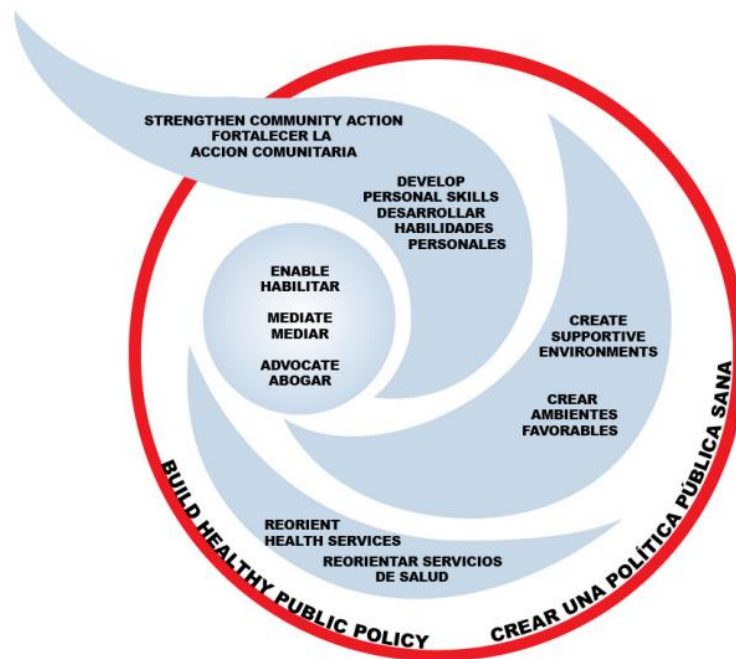 STRENGTHEN COMMUNITY ACTION
FORTALECER LA
ACCION COMUNITARIA
DEVELOP
PERSONAL SKILLS
DESARROLLAR
HABILIDADES
PERSONALES
ENABLE
HABILITAR
MEDIATE
MEDIAR
ADVOCATE
ABOGAR
CREATE
SUPPORTIVE
ENVIRONMENTS
CREAR
AMBIENTES
FAVORABLES
REORIENT
HEALTH SERVICES
REORIENTAR SERVICIOS
DE SALUD
BUILD HEALTHY PUBLIC POLICY
CREAR UNA POLÍTICA PÚBLICA SANA